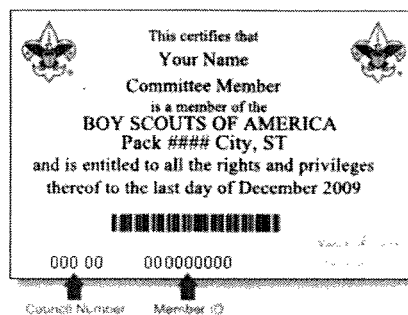 This certifies that
Your Name
Committee Member
is a member of the
BOY SCOUTS OF AMERICA
Pack #### City, ST
and is entitled to all the rights and privileges
thereof to the last day of December 2009
000 00 000000000
Council Number Member ID